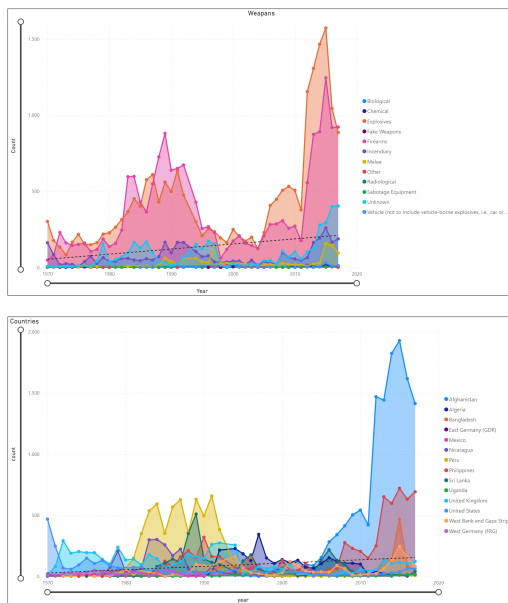 Weapans
1,500
1,000
500
0
Count
1970
1980
1990
2000
2010
2020
Year
Biological
Chemical
Explosives
Fake Weapons
Firearms
Incendiary
Melee
Other
Radiological
Sabotage Equipment
Unknown
Vehicle (not to include vehicle-borne explosives, i.e., car or ...
Countries
2,000
1,500
1,000
500
0
count
1970
1980
1990
2000
2010
2020
year
Afghanistan
Algeria
Bangladesh
East Germany (GDR)
Mexico
Nicaragua
Peru
Philippines
Sri Lanka
Uganda
United Kingdom
United States
West Bank and Gaza Strip
West Germany (FRG)